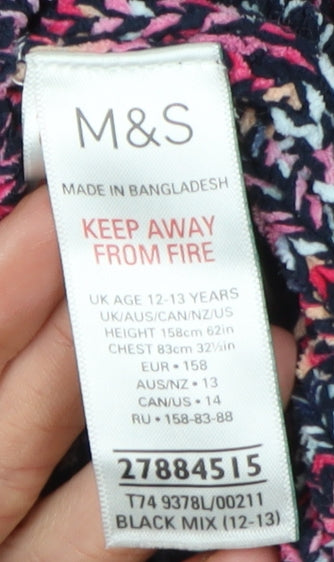 M&S
MADE IN BANGLADESH
KEEP AWAY
FROM FIRE
UK AGE 12-13 YEARS
UK/AUS/CAN/NZ/US
HEIGHT 158cm 62in
CHEST 83cm 32½in
EUR • 158
AUS/NZ • 13
CAN/US • 14
RU • 158-83-88
27884515
T74 9378L/00211
BLACK MIX (12-13)